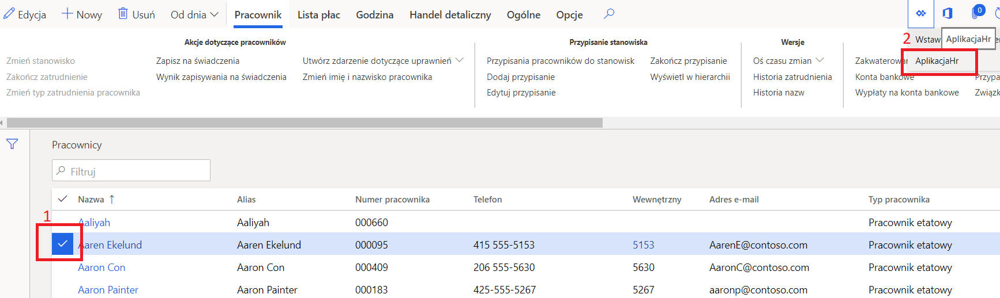 Edycja Nowy Usuń Od dnia Pracownik Lista płac Godzina Handel detaliczny Ogólne Opcje 0
Akcje dotyczące pracowników Przypisanie stanowiska Wersje 2 Wstaw AplikacjaHr
Zmień stanowisko Zapisz na świadczenia Utwórz zdarzenie dotyczące uprawnień Przypisania pracowników do stanowisk Zakończ przypisanie Oś czasu zmian AplikacjaHr
Zakończ zatrudnienie Wynik zapisywania na świadczenia Zmień imię i nazwisko pracownika Dodaj przypisanie Wyświetl w hierarchii Historia zatrudnienia Konta bankowe
Zmień typ zatrudnienia pracownika Edytuj przypisanie Historia nazw Wypłaty na konta bankowe
Pracownicy
Filtruj
Nazwa Alias Numer pracownika Telefon Wewnętrzny Adres e-mail Typ pracownika
1
Aaliyah Aaliyah 000660 Pracownik etatowy
Aaren Ekelund Aaren Ekelund 000095 415 555-5153 5153 AarenE@contoso.com Pracownik etatowy
Aaron Con Aaron Con 000409 206 555-5630 5630 AaronC@contoso.com Pracownik etatowy
Aaron Painter Aaron Painter 000183 425-555-5267 5267 aaronp@contoso.com Pracownik etatowy